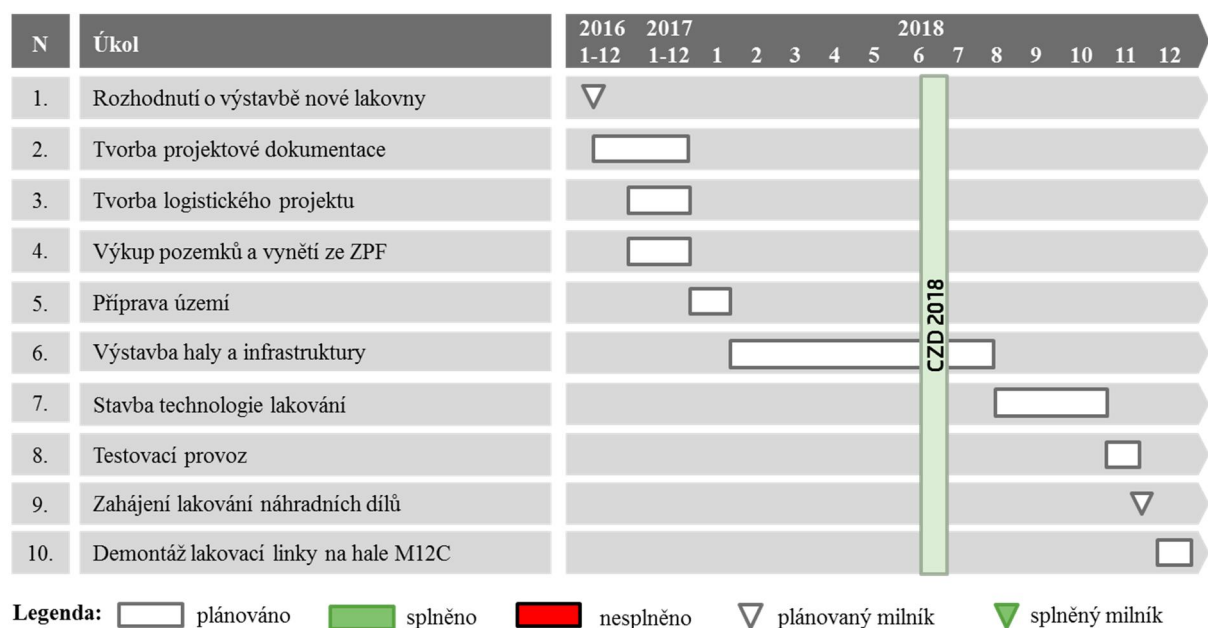 N Úkol 2016 2017 2018
1-12 1-12 1 2 3 4 5 6 7 8 9 10 11 12
1. Rozhodnutí o výstavbě nové lakovny
2. Tvorba projektové dokumentace
3. Tvorba logistického projektu
4. Výkup pozemků a vynětí ze ZPF
5. Příprava území
6. Výstavba haly a infrastruktury
CZD 2018
7. Stavba technologie lakování
8. Testovací provoz
9. Zahájení lakování náhradních dílů
10. Demontáž lakovací linky na hale M12C
Legenda: plánováno splněno nesplněno plánovaný milník splněný milník